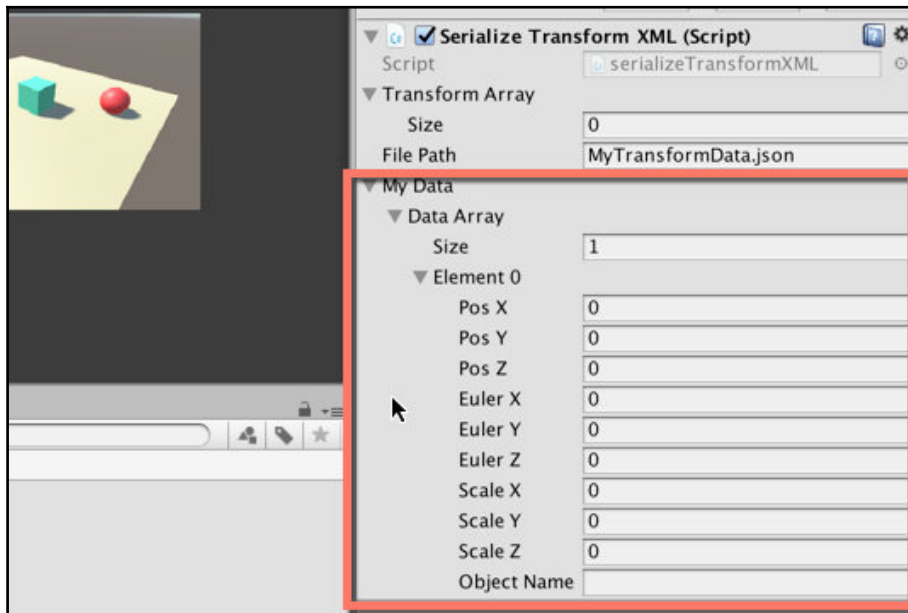 Serialize Transform XML (Script)
Script serializeTransformXML
Transform Array
Size 0
File Path MyTransformData.json
My Data
Data Array
Size 1
Element 0
Pos X 0
Pos Y 0
Pos Z 0
Euler X 0
Euler Y 0
Euler Z 0
Scale X 0
Scale Y 0
Scale Z 0
Object Name